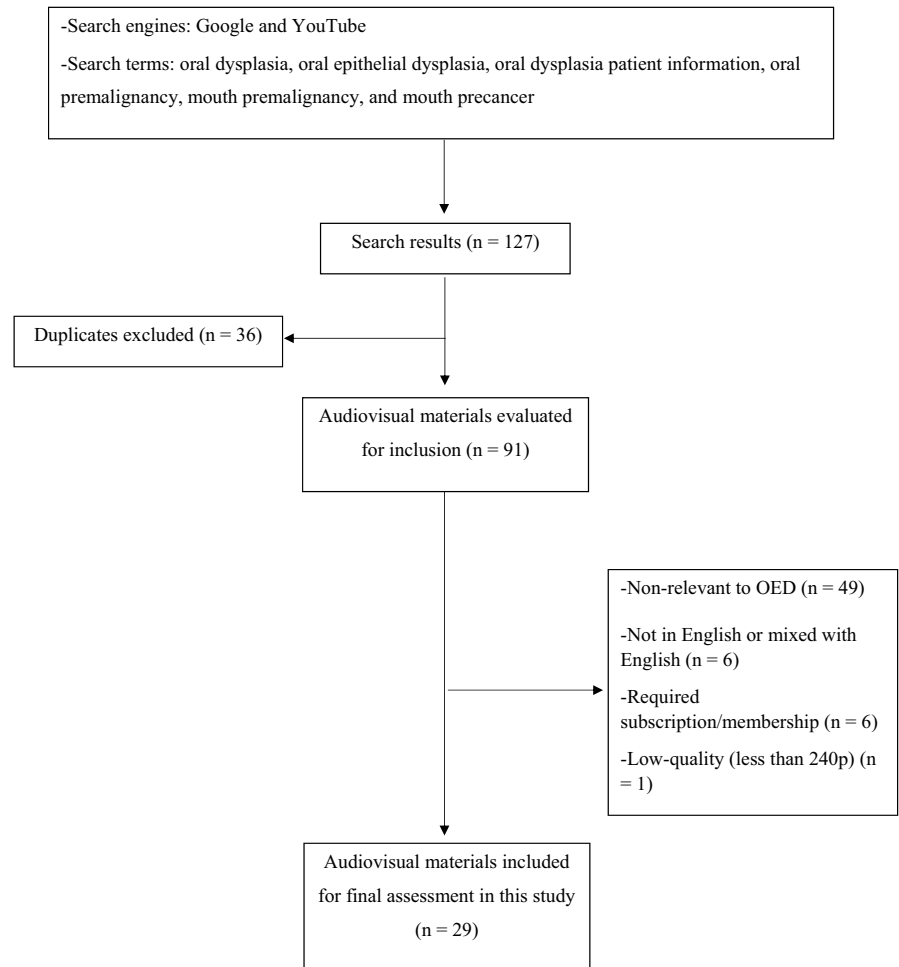 -Search engines: Google and YouTube
-Search terms: oral dysplasia, oral epithelial dysplasia, oral dysplasia patient information, oral
premalignancy, mouth premalignancy, and mouth precancer
Search results (n = 127)
Duplicates excluded (n = 36)
Audiovisual materials evaluated
for inclusion (n = 91)
-Non-relevant to OED (n = 49)
-Not in English or mixed with
English (n = 6)
-Required
subscription/membership (n = 6)
-Low-quality (less than 240p) (n
= 1)
Audiovisual materials included
for final assessment in this study
(n = 29)